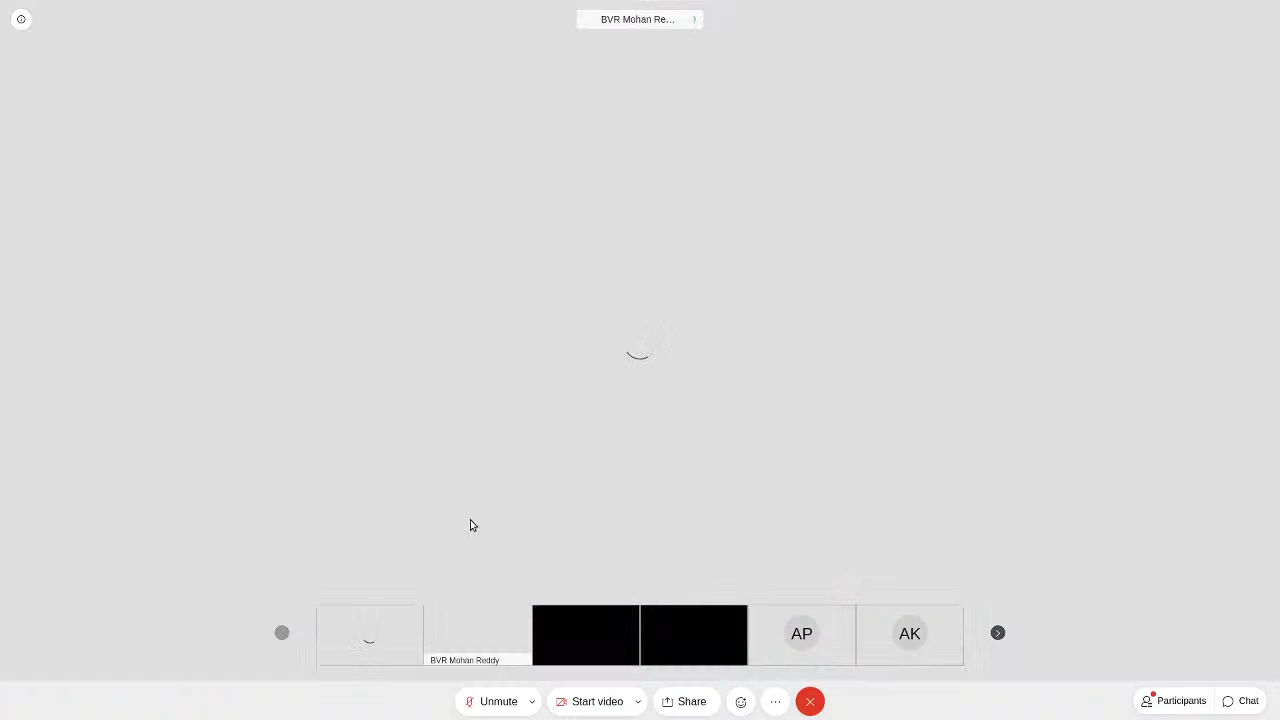 BVR Mohan Re...
AP
AK
BVR Mohan Reddy
Unmute
Start video
Share
Participants
Chat